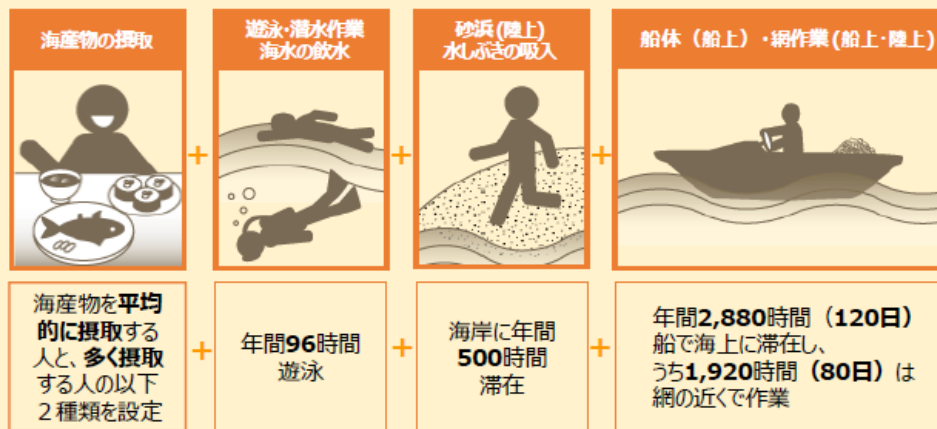 海産物の摂取
遊泳・潜水作業
海水の飲水
砂浜(陸上)
水しぶきの吸入
船体(船上)・網作業(船上・陸上)
+
+
+
海産物を平均
的に摂取する
人と、多く摂取
する人の以下
2種類を設定
+
年間96時間
遊泳
+
海岸に年間
500時間
滞在
+
年間2,880時間(120日)
船で海上に滞在し、
うち1,920時間(80日)は
網の近くで作業